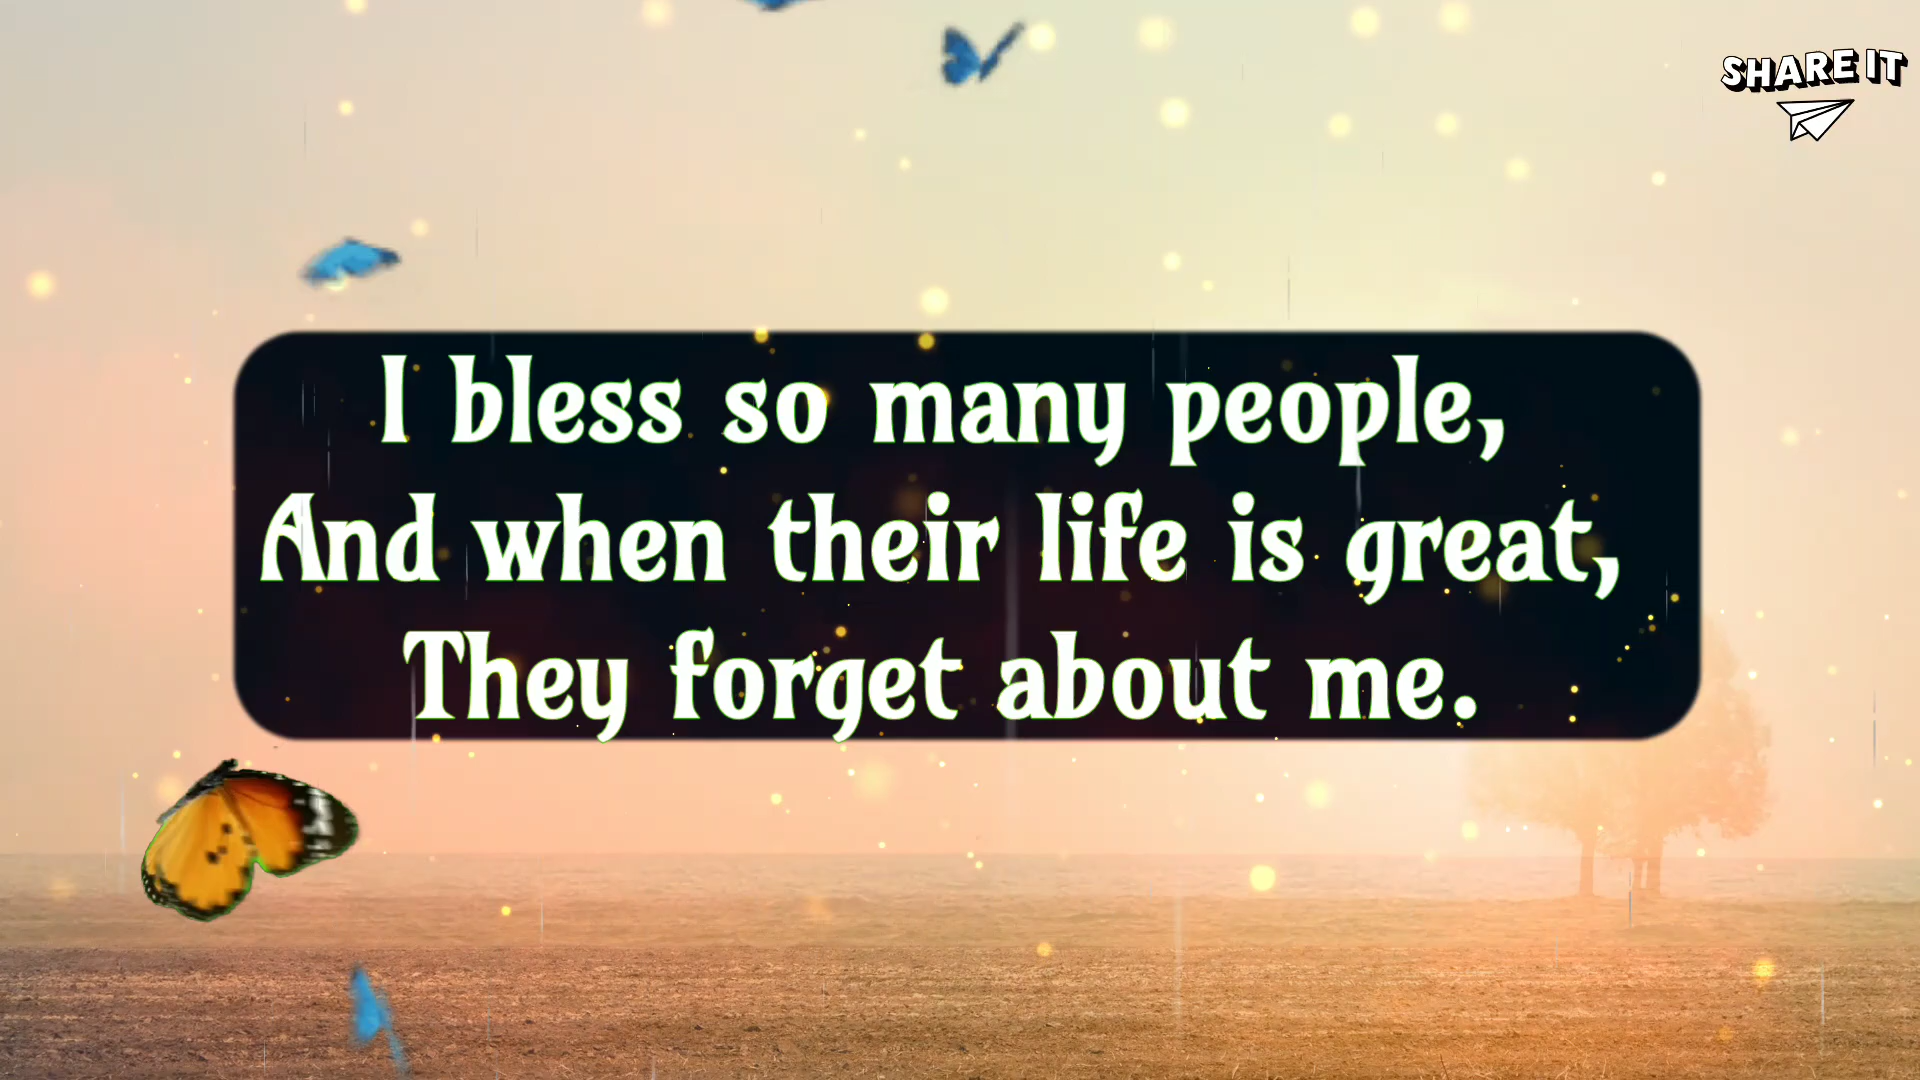 SHARE IT
I bless so many people,
And when their life is great,
They forget about me.